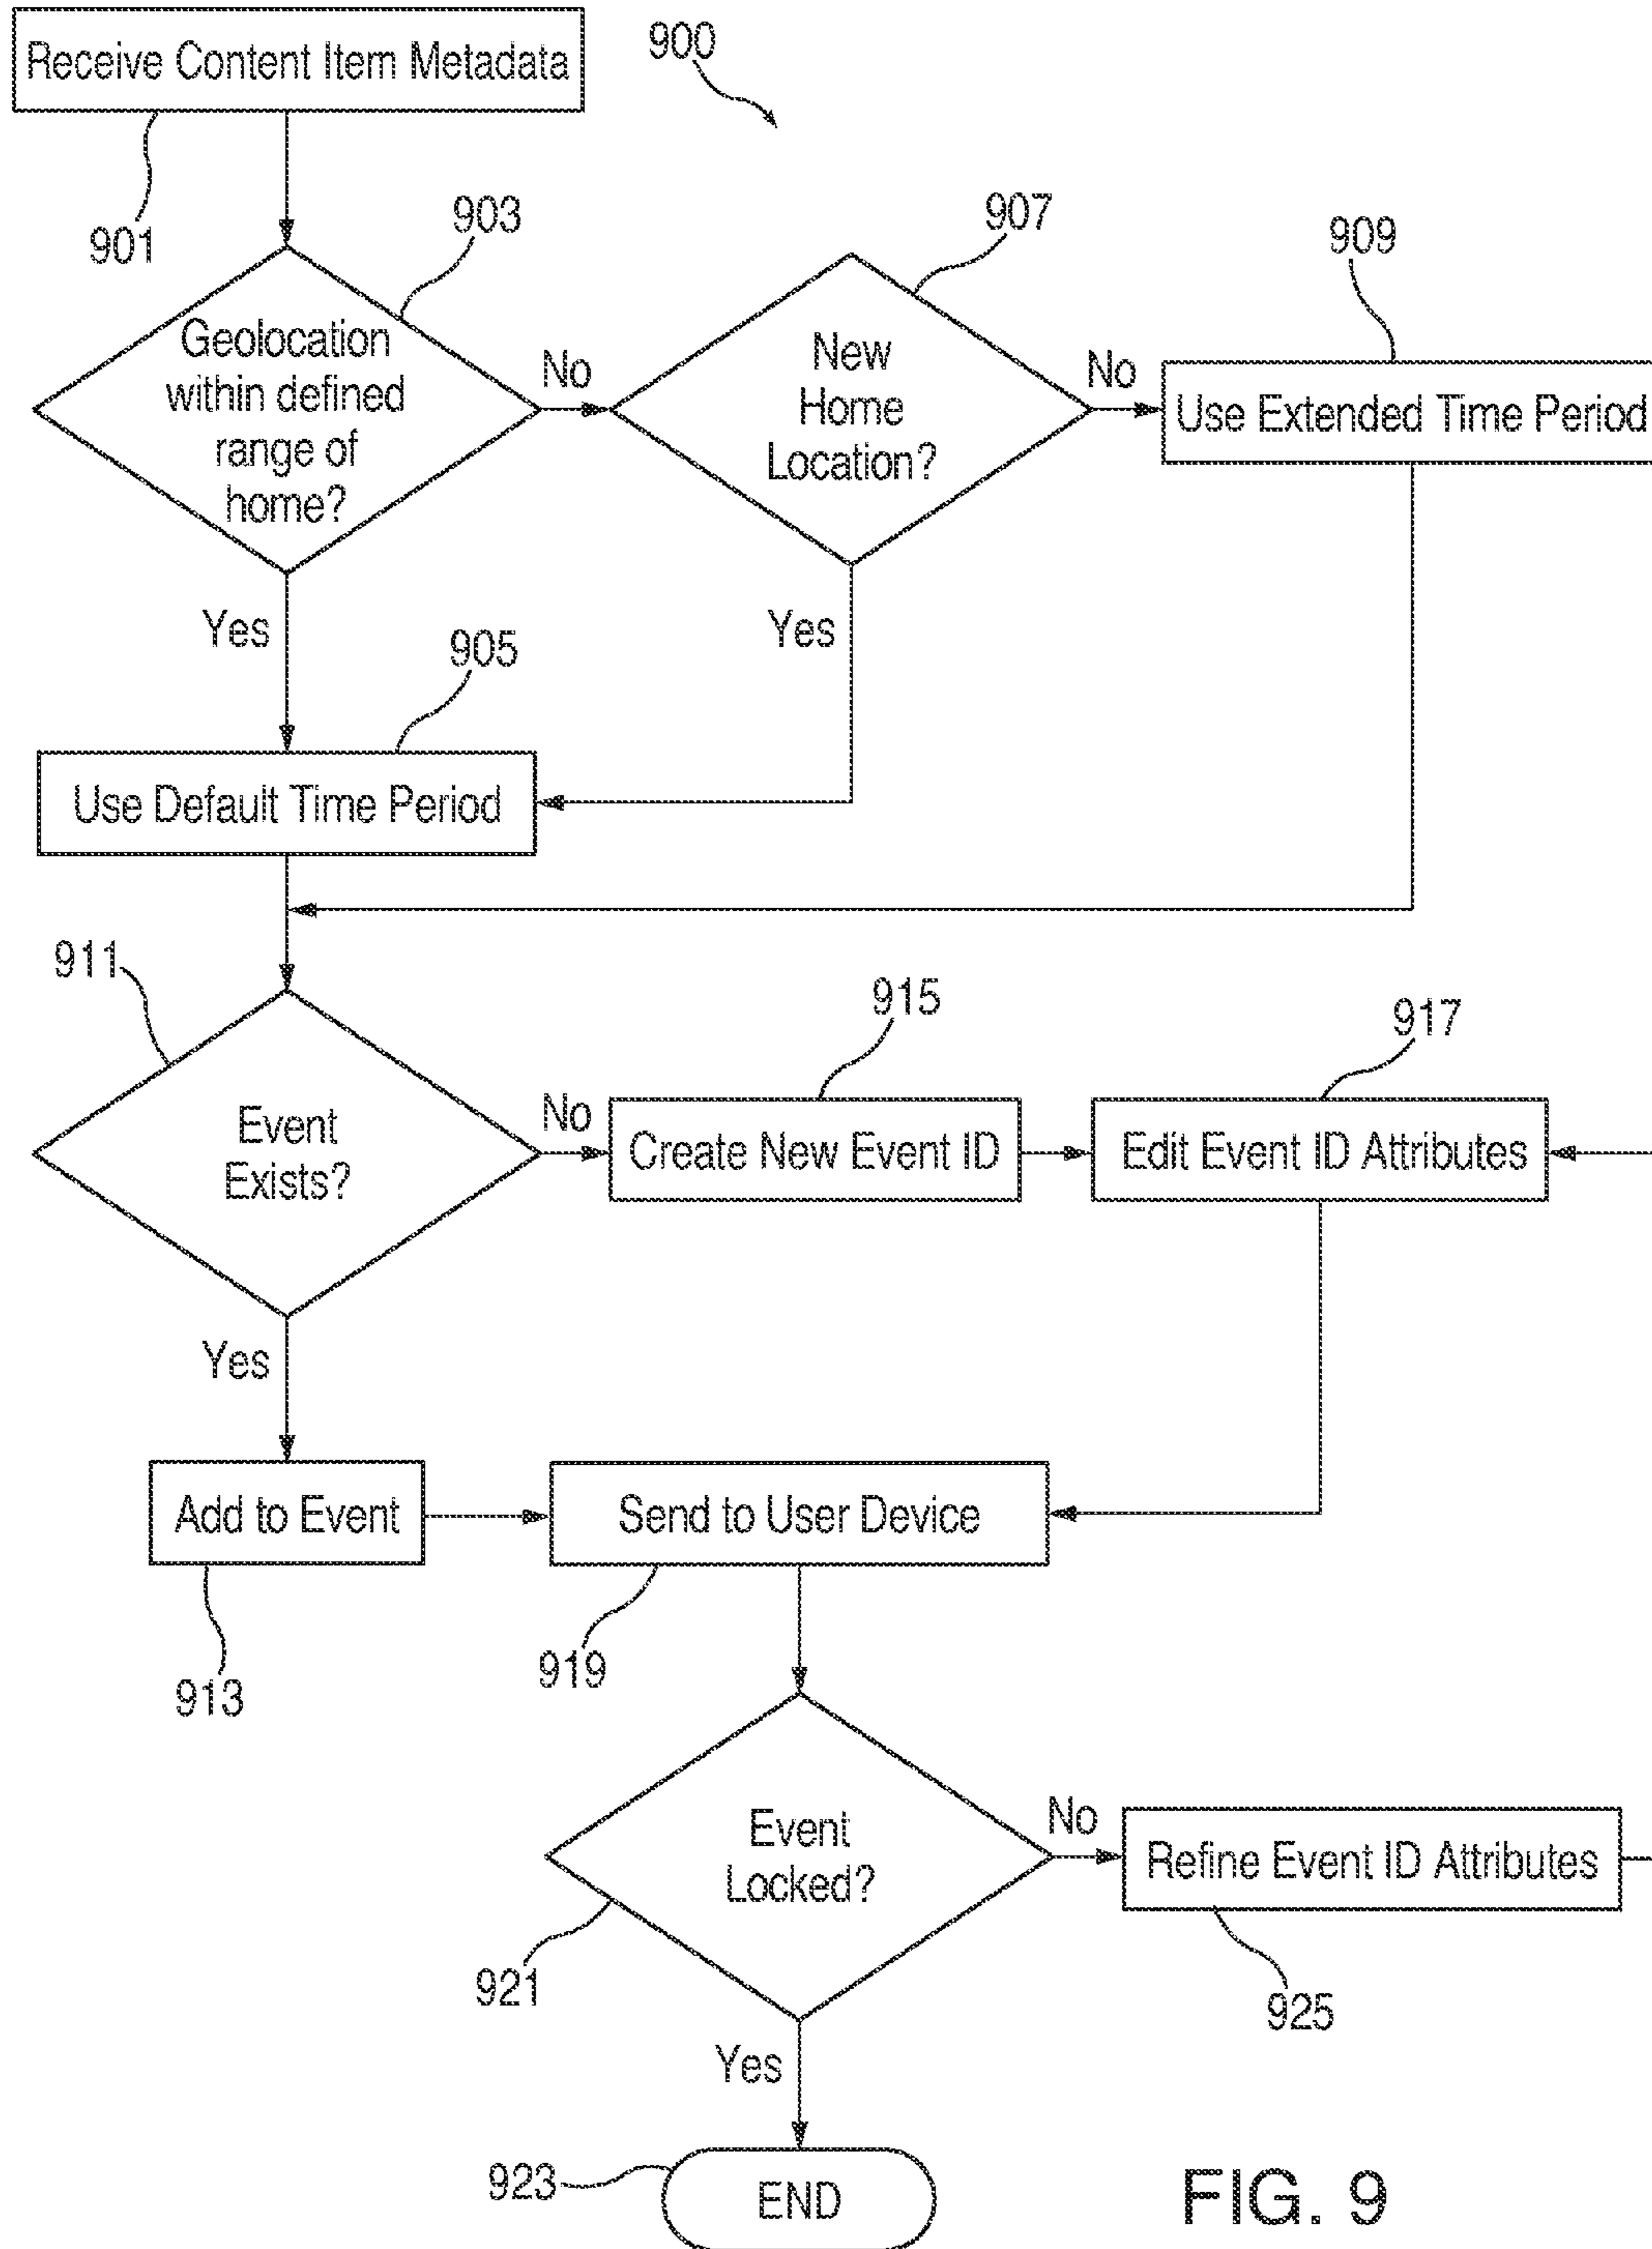 Receive Content Item Metadata
900
901
903
907
909
Geolocation
within defined
range of
home?
No
New
Home
Location?
No
Use Extended Time Period
Yes
Yes
905
Use Default Time Period
911
915
917
Event
Exists?
No
Create New Event ID
Edit Event ID Attributes
Yes
Add to Event
Send to User Device
913
919
Event
Locked?
No
Refine Event ID Attributes
921
925
Yes
923
END
FIG. 9